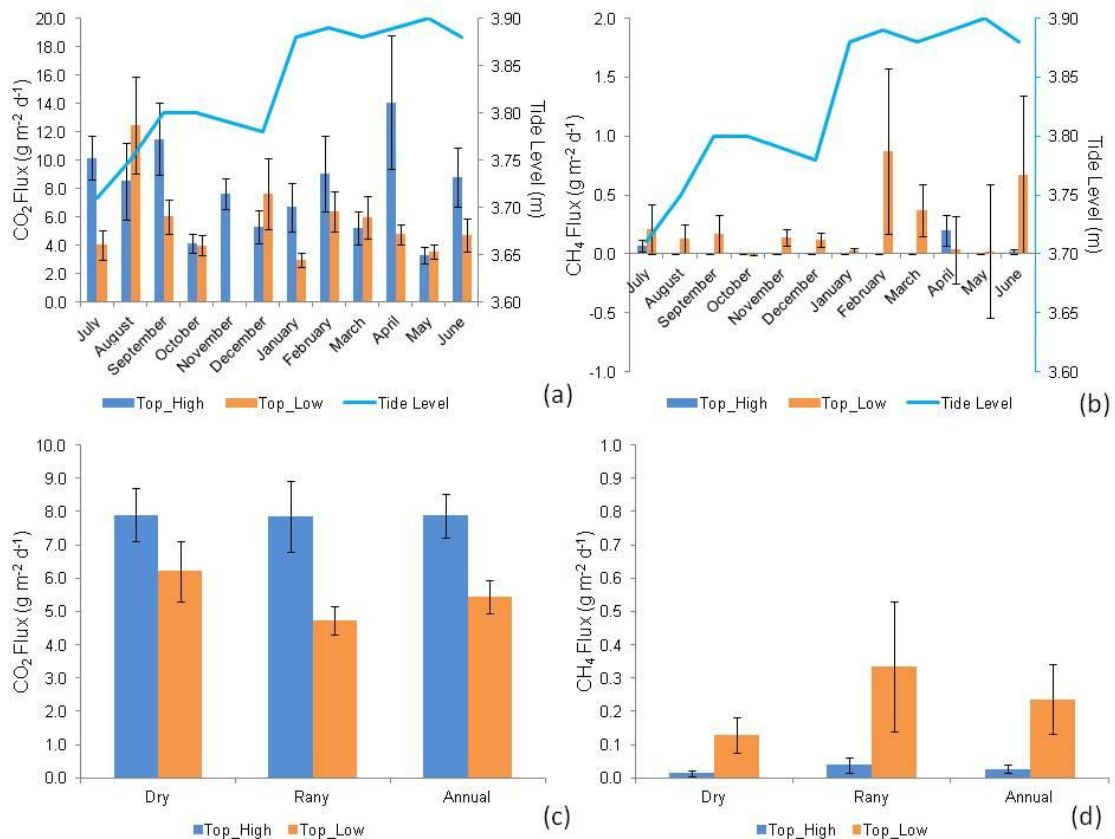 CO2 Flux (g m-2 d-1)
20.0
18.0
16.0
14.0
12.0
10.0
8.0
6.0
4.0
2.0
0.0
3.90
3.85
3.80
3.75
3.70
3.65
3.60
Tide Level (m)
July August September October November December January February March April May June
Top_High Top_Low Tide Level
(a)
CH4 Flux (g m-2 d-1)
2.0
1.5
1.0
0.5
0.0
-0.5
-1.0
3.90
3.80
3.70
3.60
Tide Level (m)
July August September October November December January February March April May June
Top_High Top_Low Tide Level
(b)
CO2 Flux (g m-2 d-1)
10.0
9.0
8.0
7.0
6.0
5.0
4.0
3.0
2.0
1.0
0.0
Dry Rany Annual
Top_High Top_Low
(c)
CH4 Flux (g m-2 d-1)
1.0
0.9
0.8
0.7
0.6
0.5
0.4
0.3
0.2
0.1
0.0
Dry Rany Annual
Top_High Top_Low
(d)